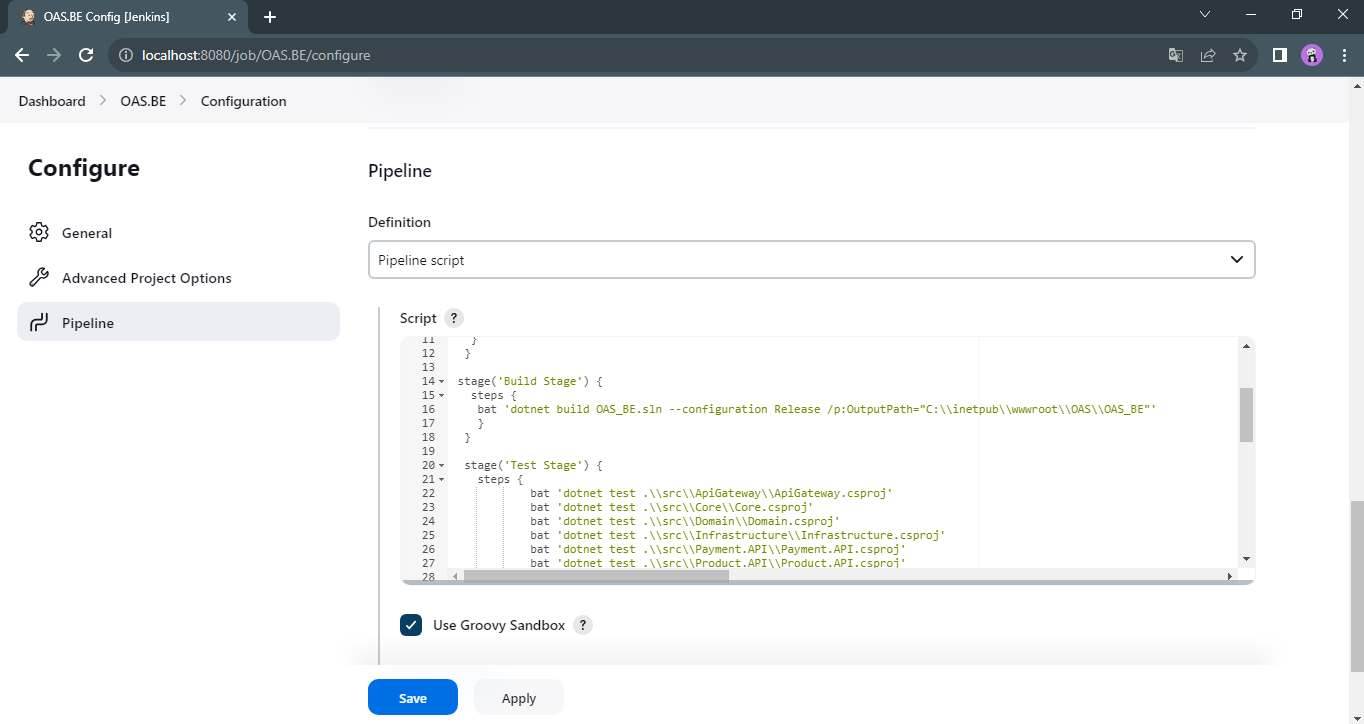 OAS.BE Config [Jenkins]
localhost:8080/job/OAS.BE/configure
Dashboard > OAS.BE > Configuration
Configure
General
Advanced Project Options
Pipeline
Pipeline
Definition
Pipeline script
Script ?
11 }
12 }
13
14 stage('Build Stage') {
15 steps {
16 bat 'dotnet build OAS_BE.sln --configuration Release /p:OutputPath="C:\\inetpub\\wwwroot\\OAS\\OAS_BE"'
17 }
18 }
19
20 stage('Test Stage') {
21 steps {
22 bat 'dotnet test .\\src\\ApiGateway\\ApiGateway.csproj'
23 bat 'dotnet test .\\src\\Core\\Core.csproj'
24 bat 'dotnet test .\\src\\Domain\\Domain.csproj'
25 bat 'dotnet test .\\src\\Infrastructure\\Infrastructure.csproj'
26 bat 'dotnet test .\\src\\Payment.API\\Payment.API.csproj'
27 bat 'dotnet test .\\src\\Product.API\\Product.API.csproj'
28
Use Groovy Sandbox ?
Save
Apply